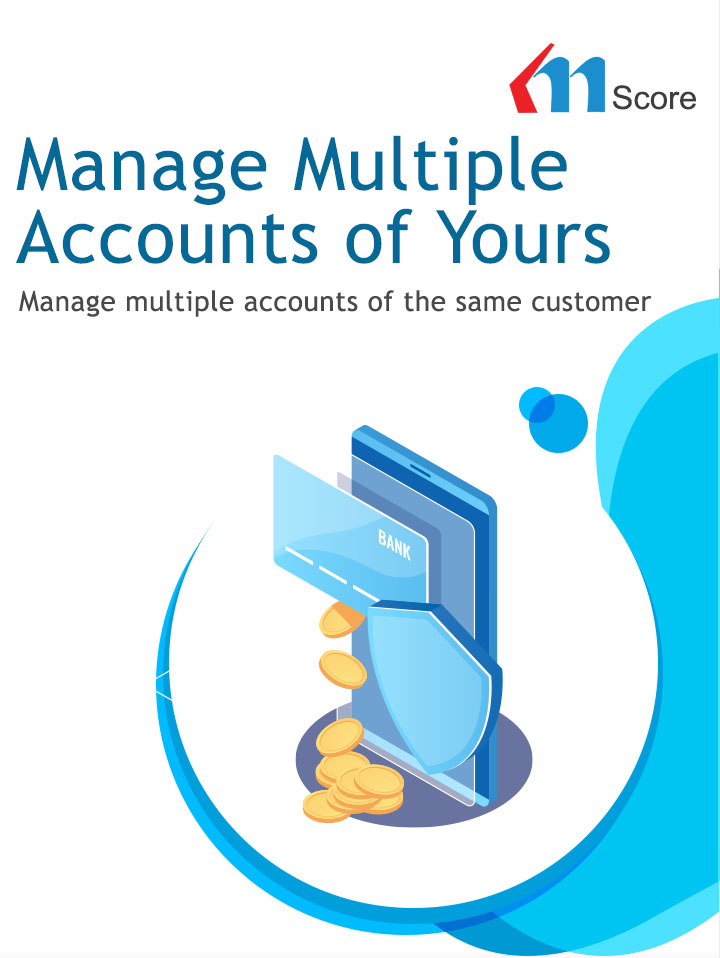 m Score
Manage Multiple
Accounts of Yours
Manage multiple accounts of the same customer
BANK